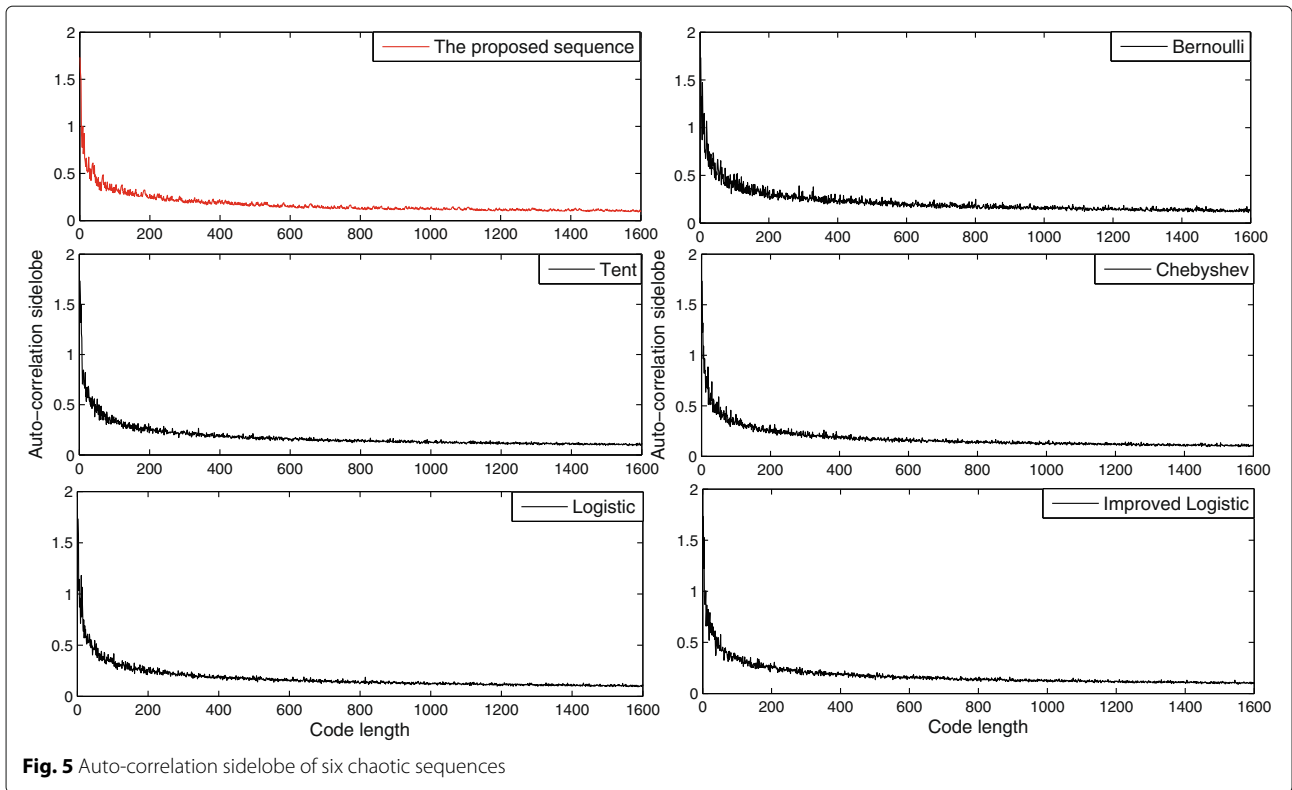 The proposed sequence
2
1.5
1
0.5
0
0 200 400 600 800 1000 1200 1400 1600
Bernoulli
2
1.5
1
0.5
0
0 200 400 600 800 1000 1200 1400 1600
Auto−correlation sidelobe
Tent
2
1.5
1
0.5
0
0 200 400 600 800 1000 1200 1400 1600
Auto−correlation sidelobe
Chebyshev
2
1.5
1
0.5
0
0 200 400 600 800 1000 1200 1400 1600
Logistic
2
1.5
1
0.5
0
0 200 400 600 800 1000 1200 1400 1600
Code length
Improved Logistic
2
1.5
1
0.5
0
0 200 400 600 800 1000 1200 1400 1600
Code length
Fig. 5 Auto-correlation sidelobe of six chaotic sequences